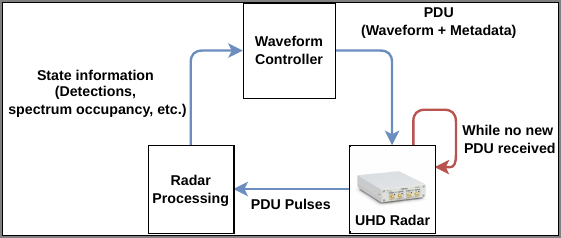 PDU
(Waveform + Metadata)
Waveform
Controller
State information
(Detections,
spectrum occupancy, etc.)
While no new
PDU received
Radar
Processing
PDU Pulses
UHD Radar